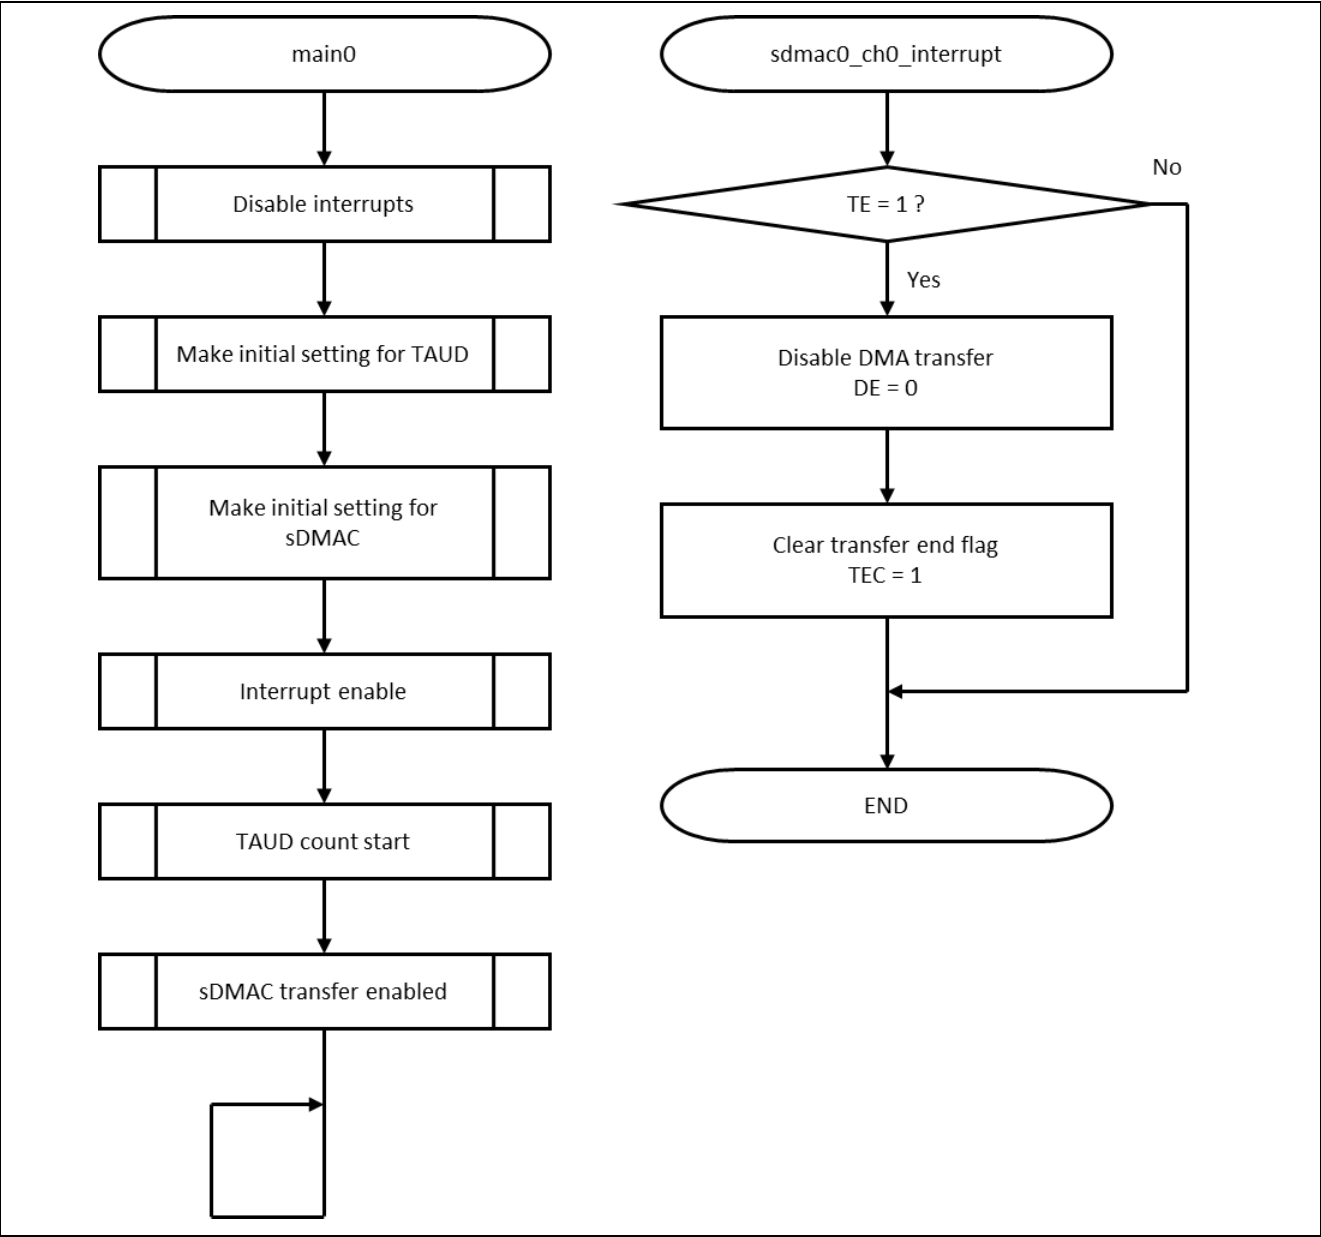 main0
Disable interrupts
Make initial setting for TAUD
Make initial setting for
sDMAC
Interrupt enable
TAUD count start
sDMAC transfer enabled
sdmac0_ch0_interrupt
TE = 1 ?
No
Yes
Disable DMA transfer
DE = 0
Clear transfer end flag
TEC = 1
END